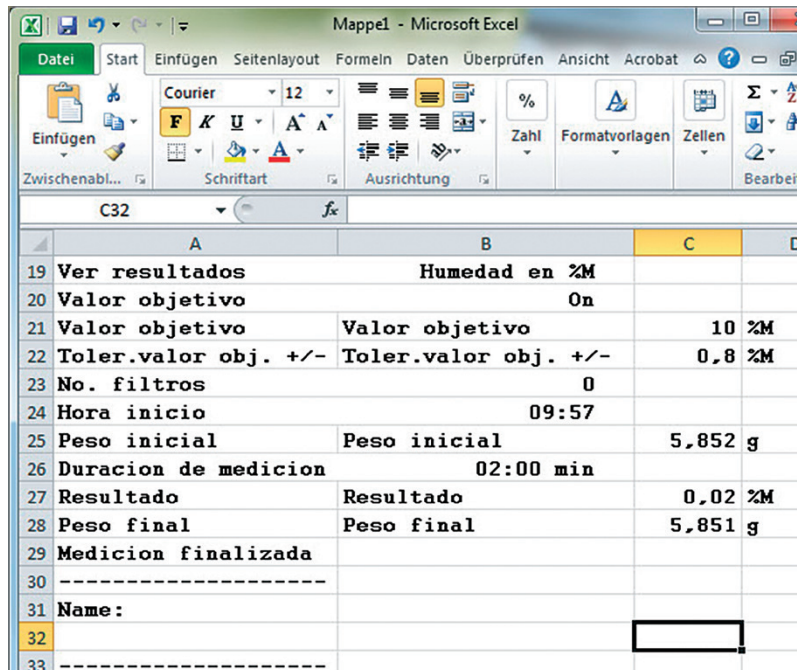 Mappe1 - Microsoft Excel
Datei Start Einfügen Seitenlayout Formeln Daten Überprüfen Ansicht Acrobat
Courier 12
Einfügen F K U A A % Zahl Formatvorlagen Zellen Σ
A
Zwischenabl... Schriftart Ausrichtung Bearbei
C32 fx
A B C
19 Ver resultados Humedad en %M
20 Valor objetivo On
21 Valor objetivo Valor objetivo 10 %M
22 Toler.valor obj. +/- Toler.valor obj. +/- 0,8 %M
23 No. filtros 0
24 Hora inicio 09:57
25 Peso inicial Peso inicial 5,852 g
26 Duracion de medicion 02:00 min
27 Resultado Resultado 0,02 %M
28 Peso final Peso final 5,851 g
29 Medicion finalizada
30 --------------------
31 Name:
32
33 --------------------